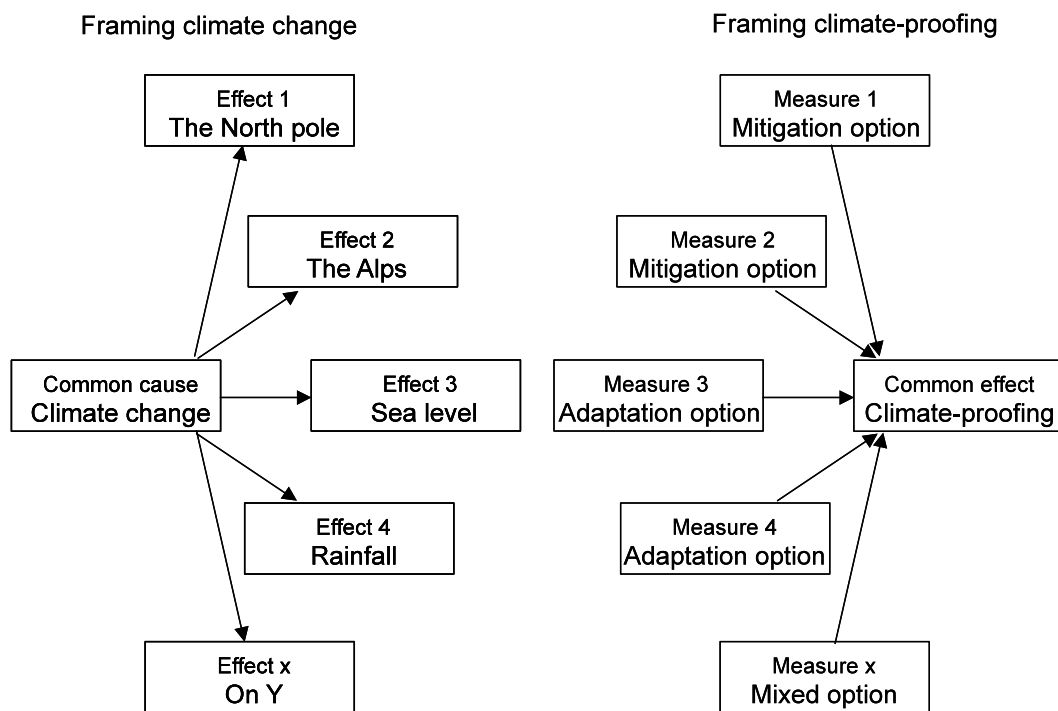 Framing climate change
Effect 1
The North pole
Effect 2
The Alps
Common cause
Climate change
Effect 3
Sea level
Effect 4
Rainfall
Effect x
On Y
Framing climate-proofing
Measure 1
Mitigation option
Measure 2
Mitigation option
Measure 3
Adaptation option
Common effect
Climate-proofing
Measure 4
Adaptation option
Measure x
Mixed option